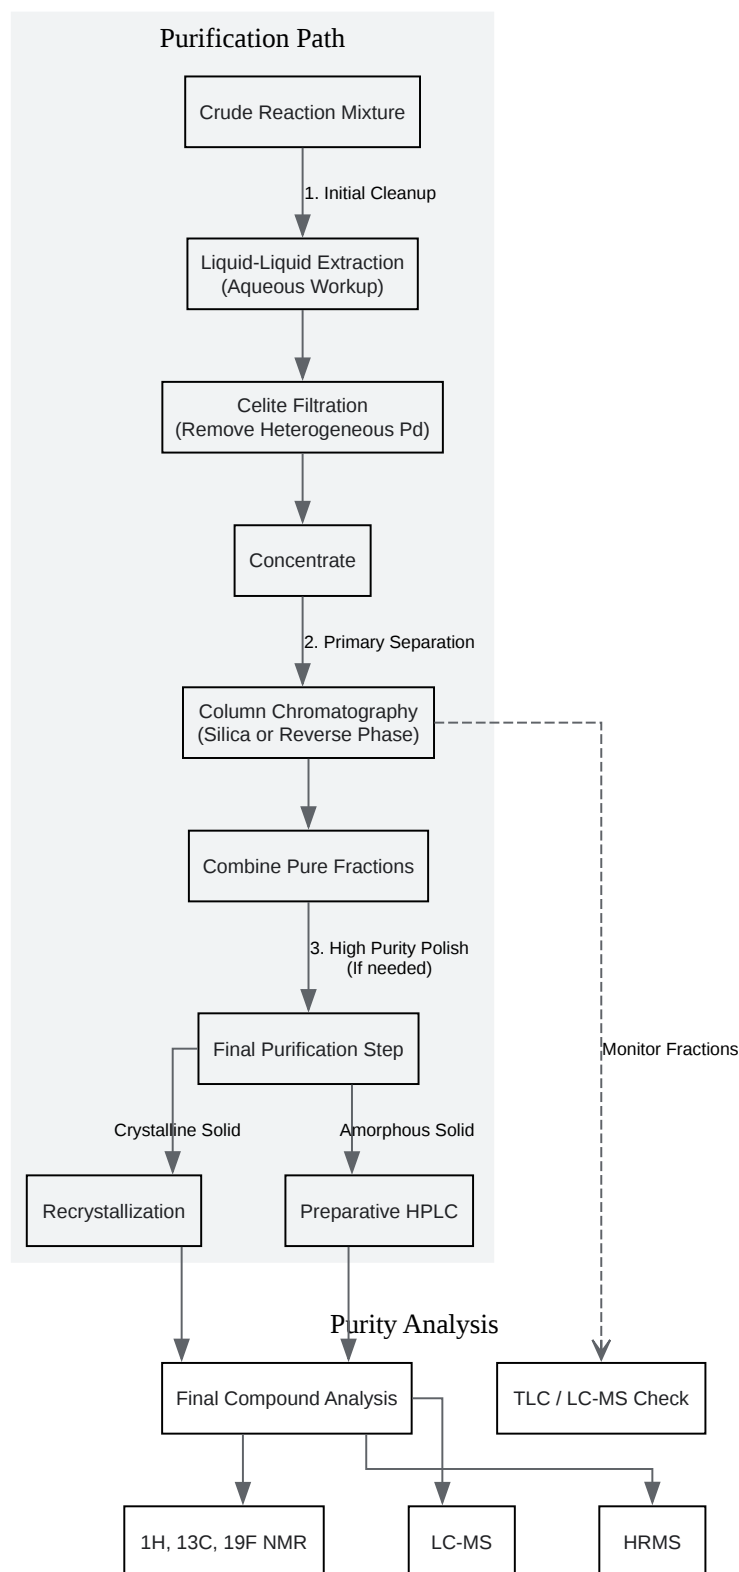 Purification Path
Crude Reaction Mixture
1. Initial Cleanup
Liquid-Liquid Extraction
(Aqueous Workup)
Celite Filtration
(Remove Heterogeneous Pd)
Concentrate
2. Primary Separation
Column Chromatography
(Silica or Reverse Phase)
Combine Pure Fractions
3. High Purity Polish
(If needed)
Final Purification Step
Monitor Fractions
Crystalline Solid
Amorphous Solid
Recrystallization
Preparative HPLC
Purity Analysis
Final Compound Analysis
TLC / LC-MS Check
1H, 13C, 19F NMR
LC-MS
HRMS